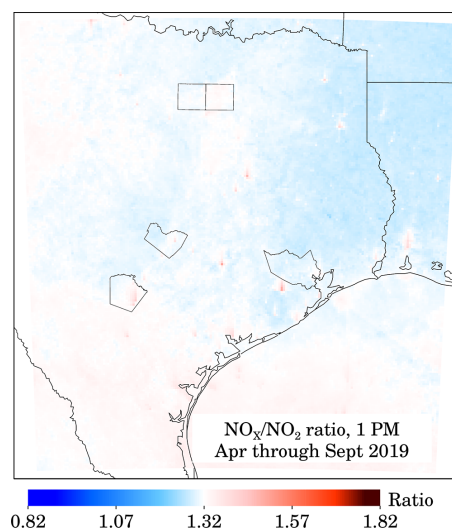 NOX/NO2 ratio, 1 PM
Apr through Sept 2019
Ratio
0.82 1.07 1.32 1.57 1.82